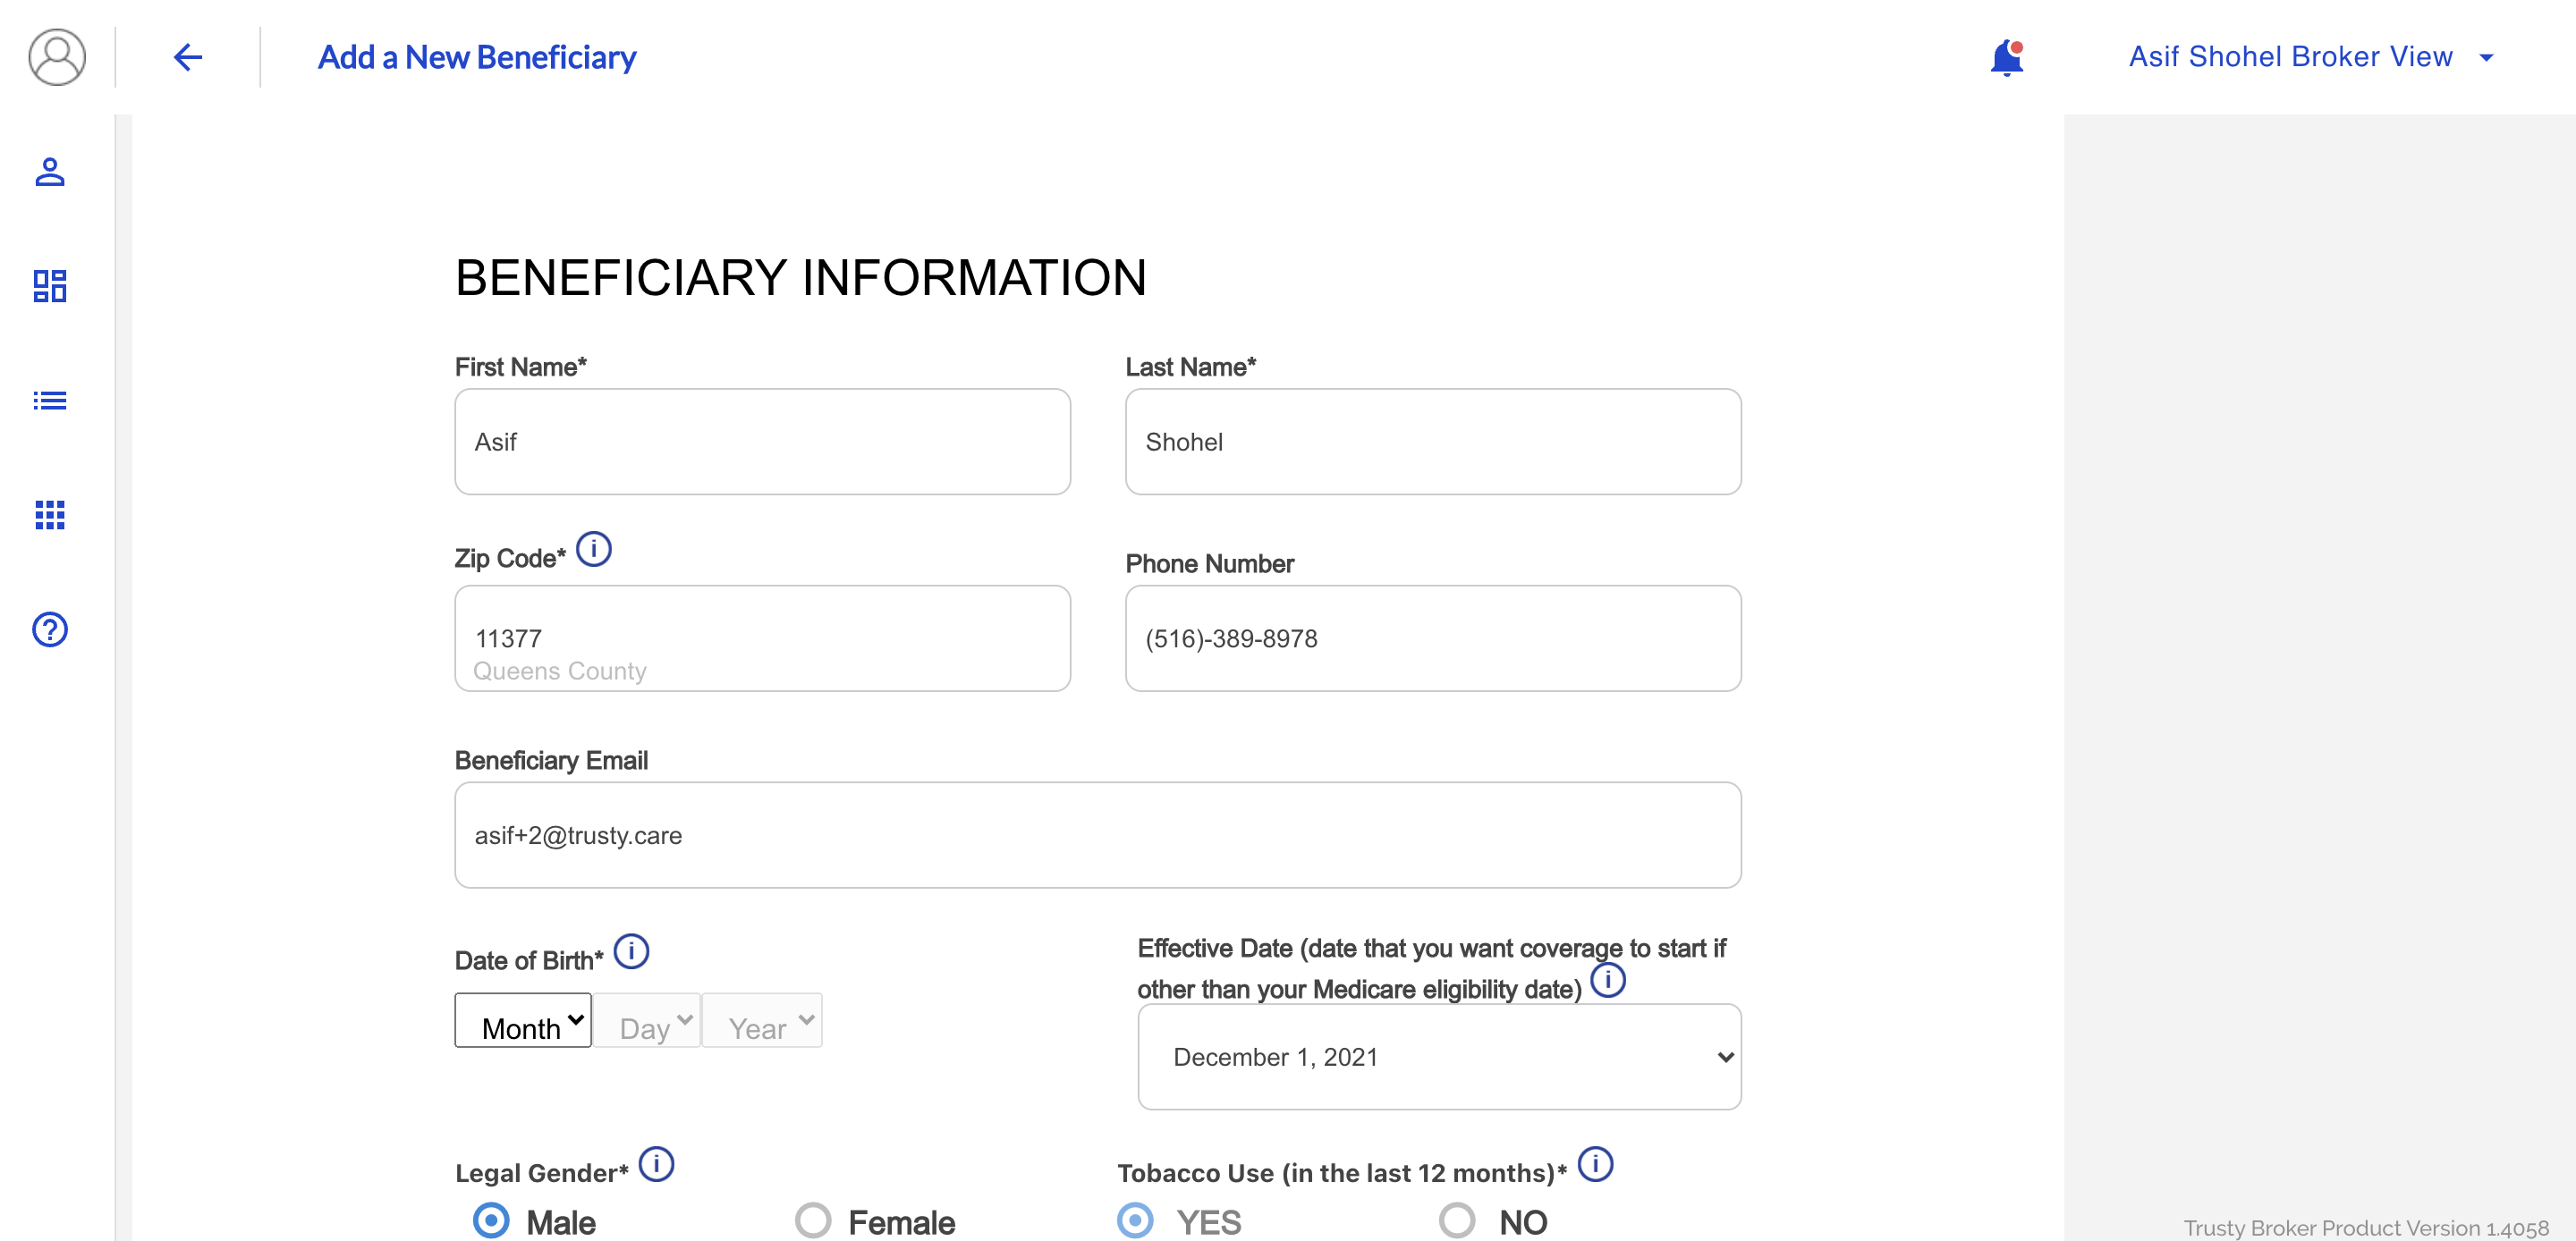 Add a New Beneficiary
Asif Shohel Broker View
BENEFICIARY INFORMATION
First Name*
Last Name*
Asif
Shohel
Zip Code* i
Phone Number
11377
Queens County
(516)-389-8978
Beneficiary Email
asif+2@trusty.care
Date of Birth* i
Effective Date (date that you want coverage to start if
other than your Medicare eligibility date) i
Month
Day
Year
December 1, 2021
Legal Gender* i
Tobacco Use (in the last 12 months)* i
Male
Female
YES
NO
?
Trusty Broker Product Version 1.4058